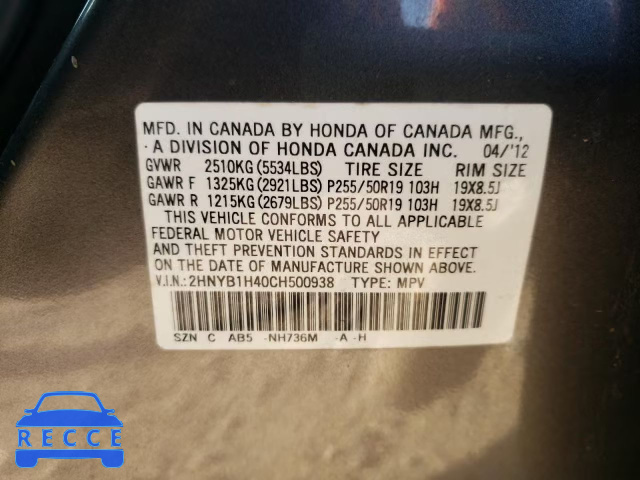 MFD. IN CANADA BY HONDA OF CANADA MFG.,
A DIVISION OF HONDA CANADA INC. 04/'12
GVWR 2510KG (5534LBS) TIRE SIZE RIM SIZE
GAWR F 1325KG (2921LBS) P255/50R19 103H 19X8.5J
GAWR R 1215KG (2679LBS) P255/50R19 103H 19X8.5J
THIS VEHICLE CONFORMS TO ALL APPLICABLE
FEDERAL MOTOR VEHICLE SAFETY
AND THEFT PREVENTION STANDARDS IN EFFECT
ON THE DATE OF MANUFACTURE SHOWN ABOVE.
V.I.N.: 2HNYB1H40CH500938 TYPE: MPV
SZN C AB5 -NH736M -A -H
RECCE